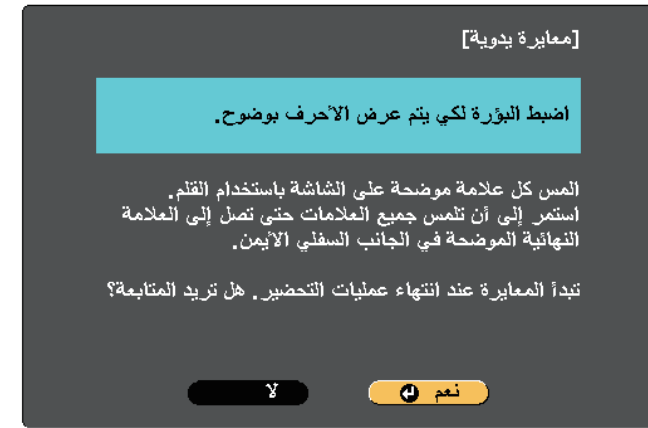 [معايرة يدوية]
اضبط البؤرة لكي يتم عرض الأحرف بوضوح.
المس كل علامة موضحة على الشاشة باستخدام القلم.
استمر إلى أن تلمس جميع العلامات حتى تصل إلى العلامة
النهائية الموضحة في الجانب السفلي الأيمن.
تبدأ المعايرة عند انتهاء عمليات التحضير. هل تريد المتابعة؟
نعم
لا